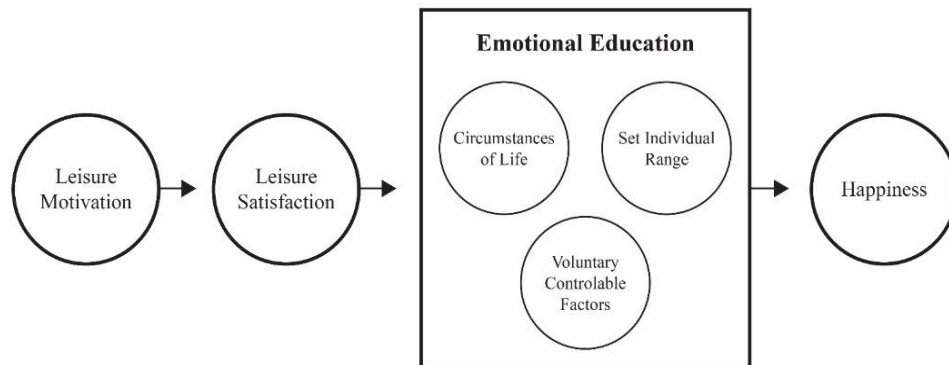 Emotional Education
Circumstances
of Life
Set Individual
Range
Leisure
Motivation
Leisure
Satisfaction
Happiness
Voluntary
Controlable
Factors